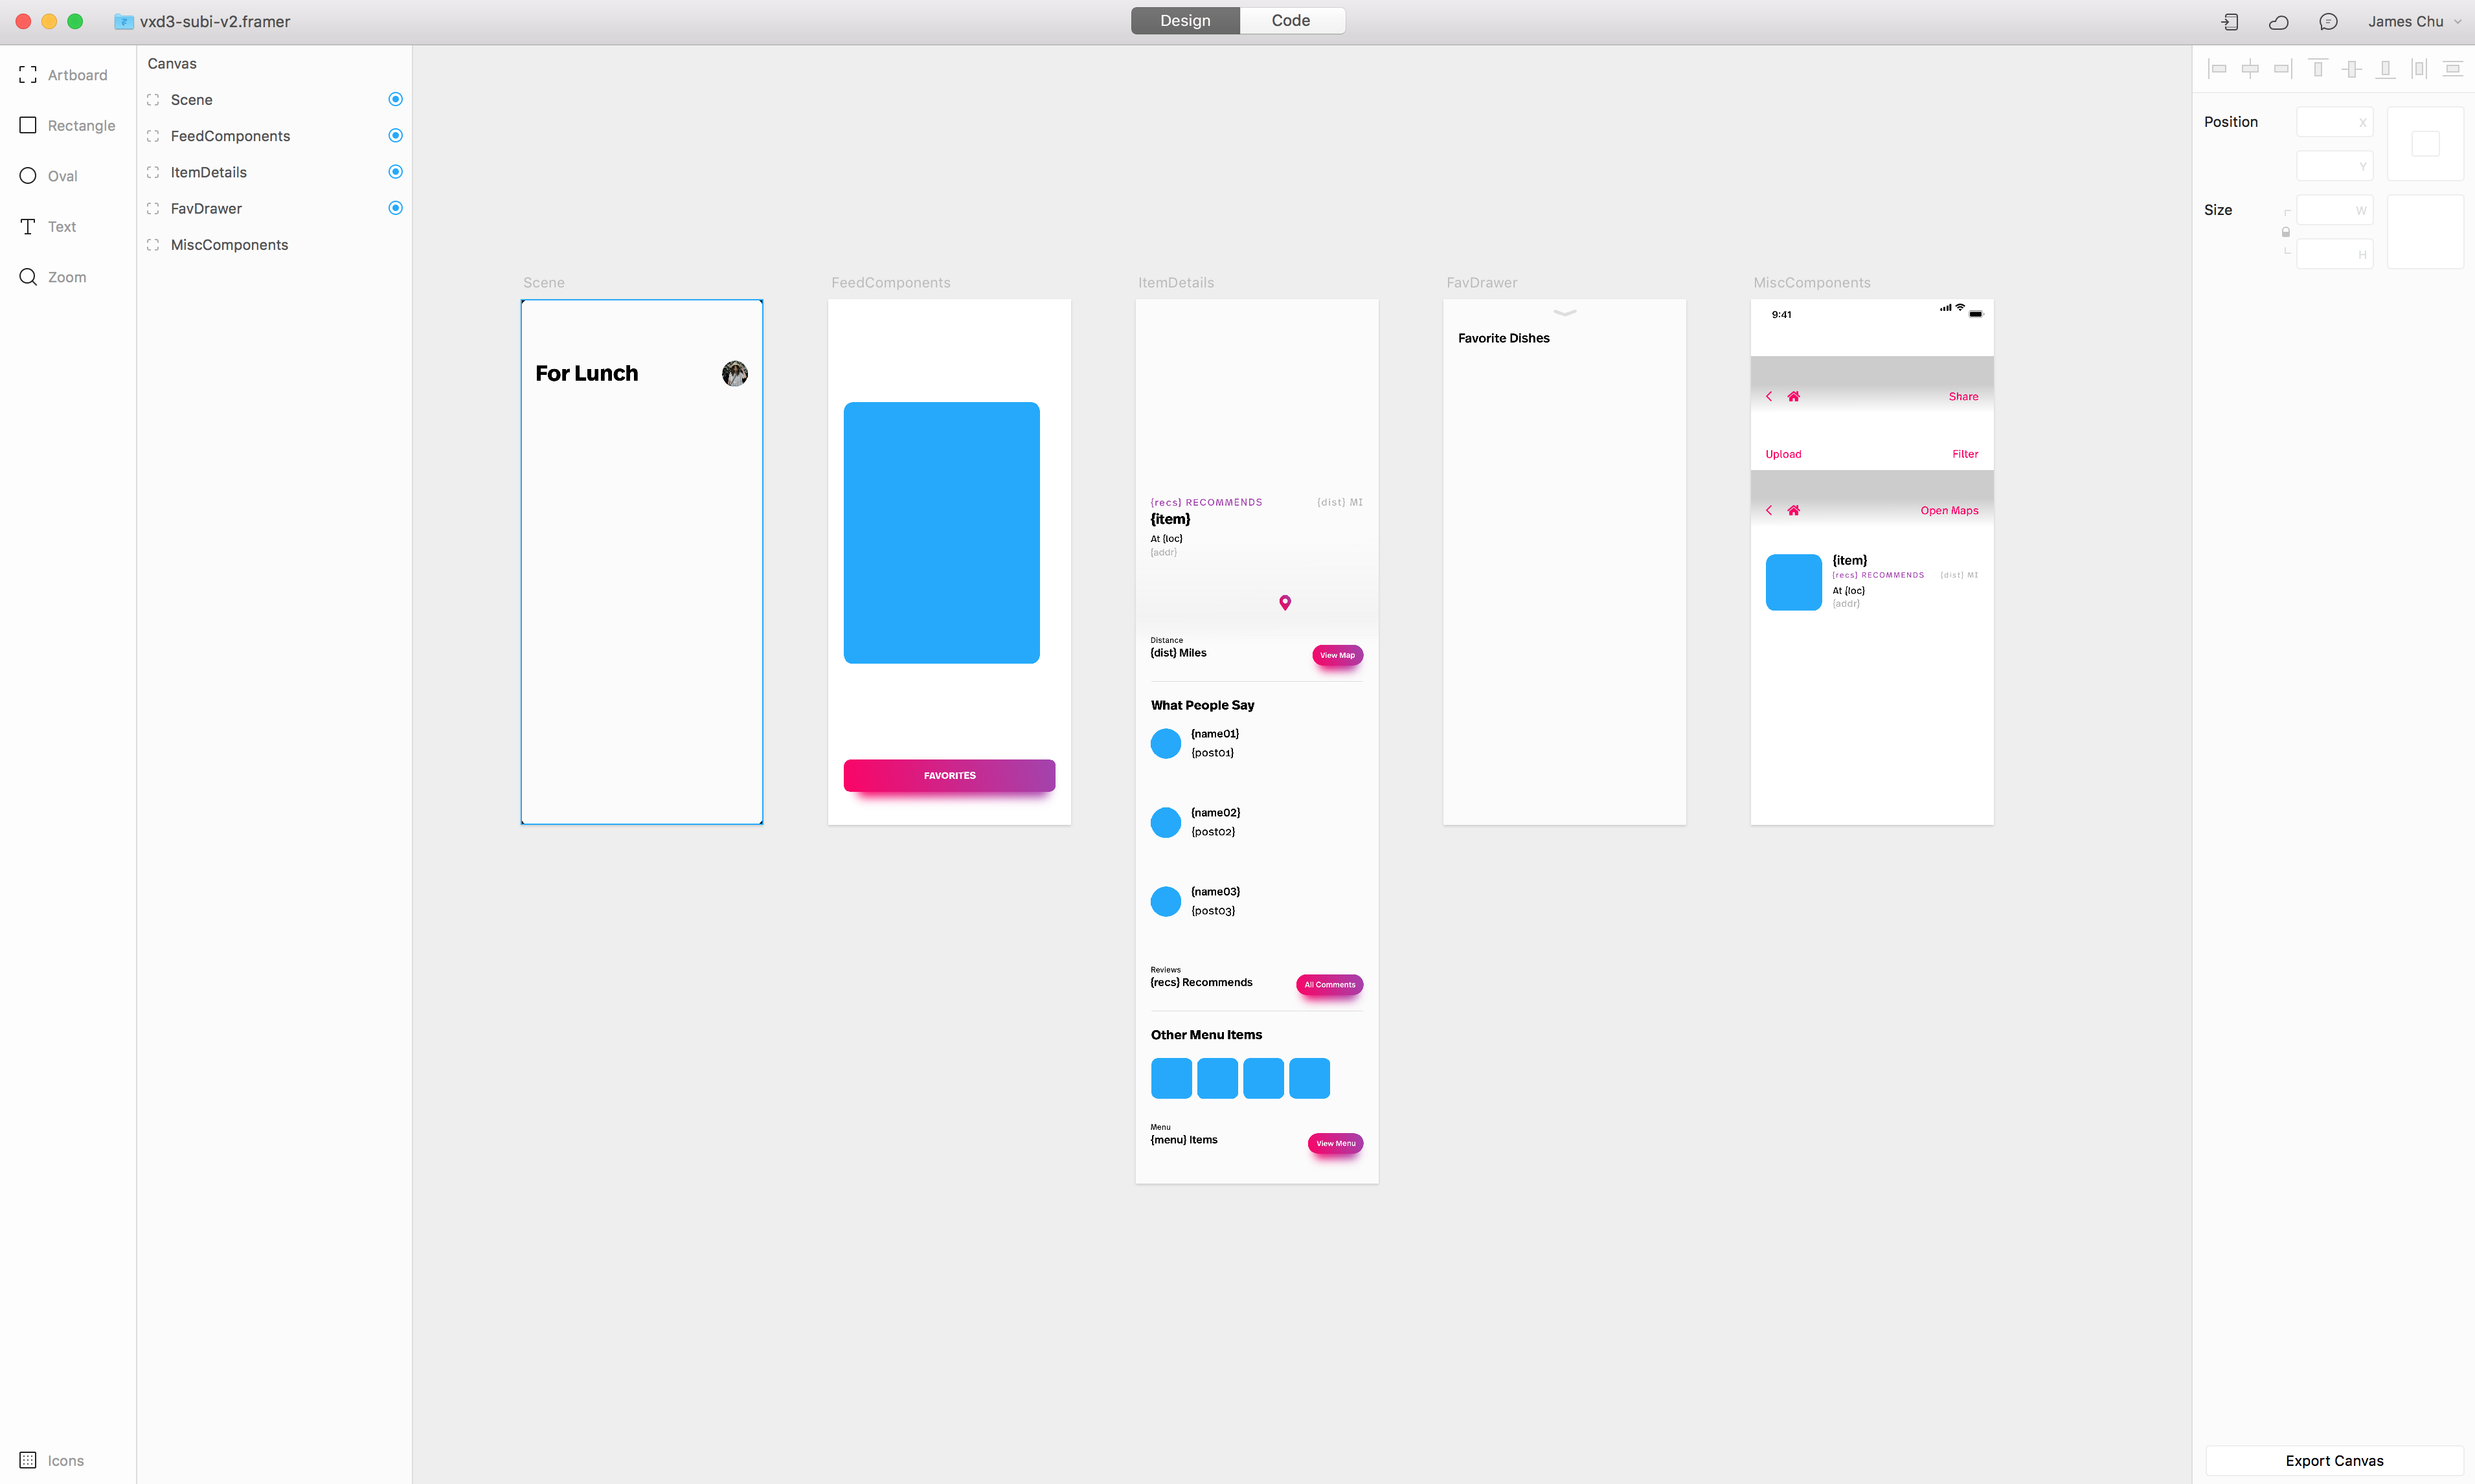 vxd3-subi-v2.framer
Design
Code
James Chu
Artboard
Rectangle
Oval
Text
Zoom
Icons
Canvas
Scene
FeedComponents
ItemDetails
FavDrawer
MiscComponents
Scene
For Lunch
FeedComponents
FAVORITES
ItemDetails
{recs} RECOMMENDS
{dist} MI
{item}
At {loc}
{addr}
Distance
{dist} Miles
View Map
What People Say
{name01}
{post01}
{name02}
{post02}
{name03}
{post03}
Reviews
{recs} Recommends
All Comments
Other Menu Items
Menu
{menu} Items
View Menu
FavDrawer
Favorite Dishes
MiscComponents
9:41
Share
Upload
Filter
Open Maps
{item}
{recs} RECOMMENDS
{dist} MI
At {loc}
{addr}
Position
X
Y
Size
W
H
Export Canvas